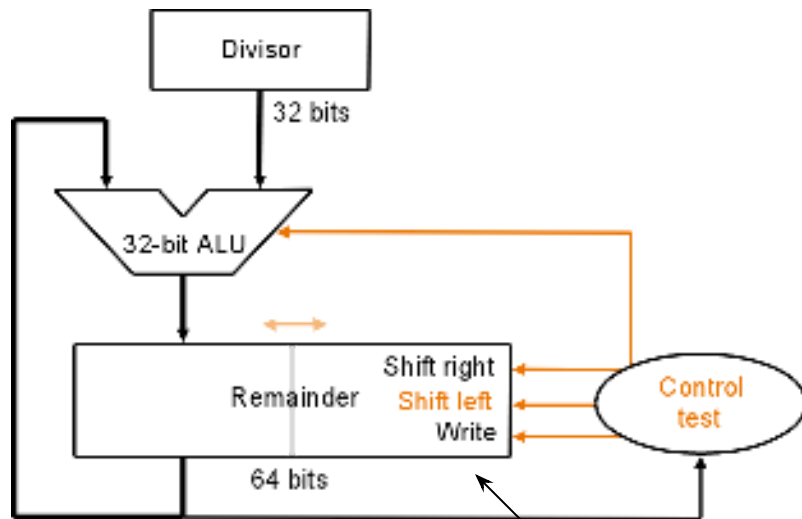 Divisor
32 bits
32-bit ALU
Shift right
Remainder
Shift left
Write
Control
test
64 bits